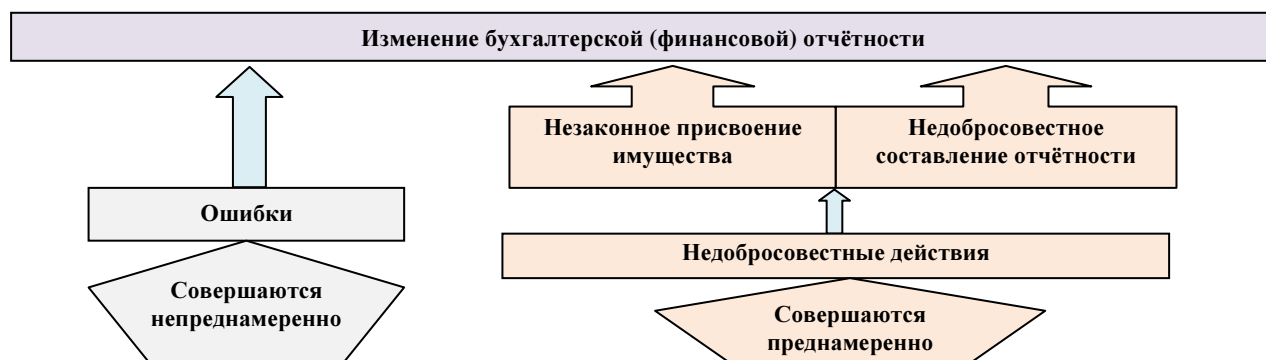 Изменение бухгалтерской (финансовой) отчётности
Незаконное присвоение
имущества
Недобросовестное
составление отчётности
Ошибки
Недобросовестные действия
Совершаются
непреднамеренно
Совершаются
преднамеренно